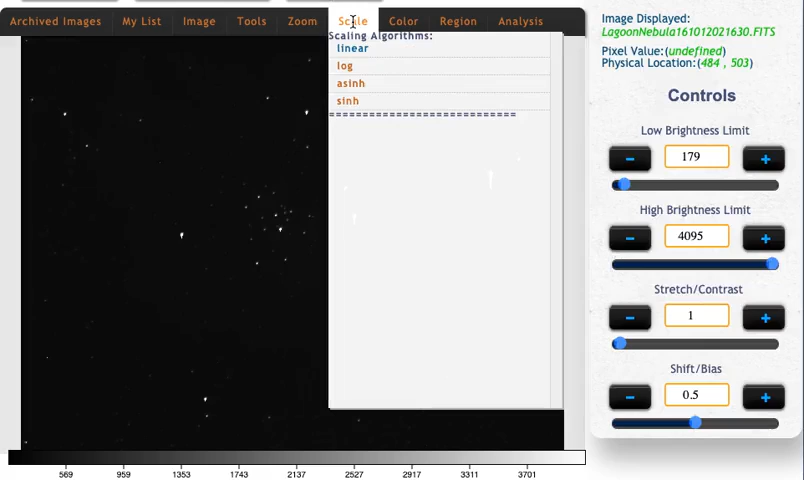 Archived Images My List Image Tools Zoom Scale Color Region Analysis
Scaling Algorithms:
linear
log
asinh
sinh
============================
569 959 1353 1743 2137 2527 2917 3311 3701
Image Displayed:
LagoonNebula161012021630.FITS
Pixel Value:(undefined)
Physical Location:(484 , 503)
Controls
Low Brightness Limit
- 179 +
High Brightness Limit
- 4095 +
Stretch/Contrast
- 1 +
Shift/Bias
- 0.5 +